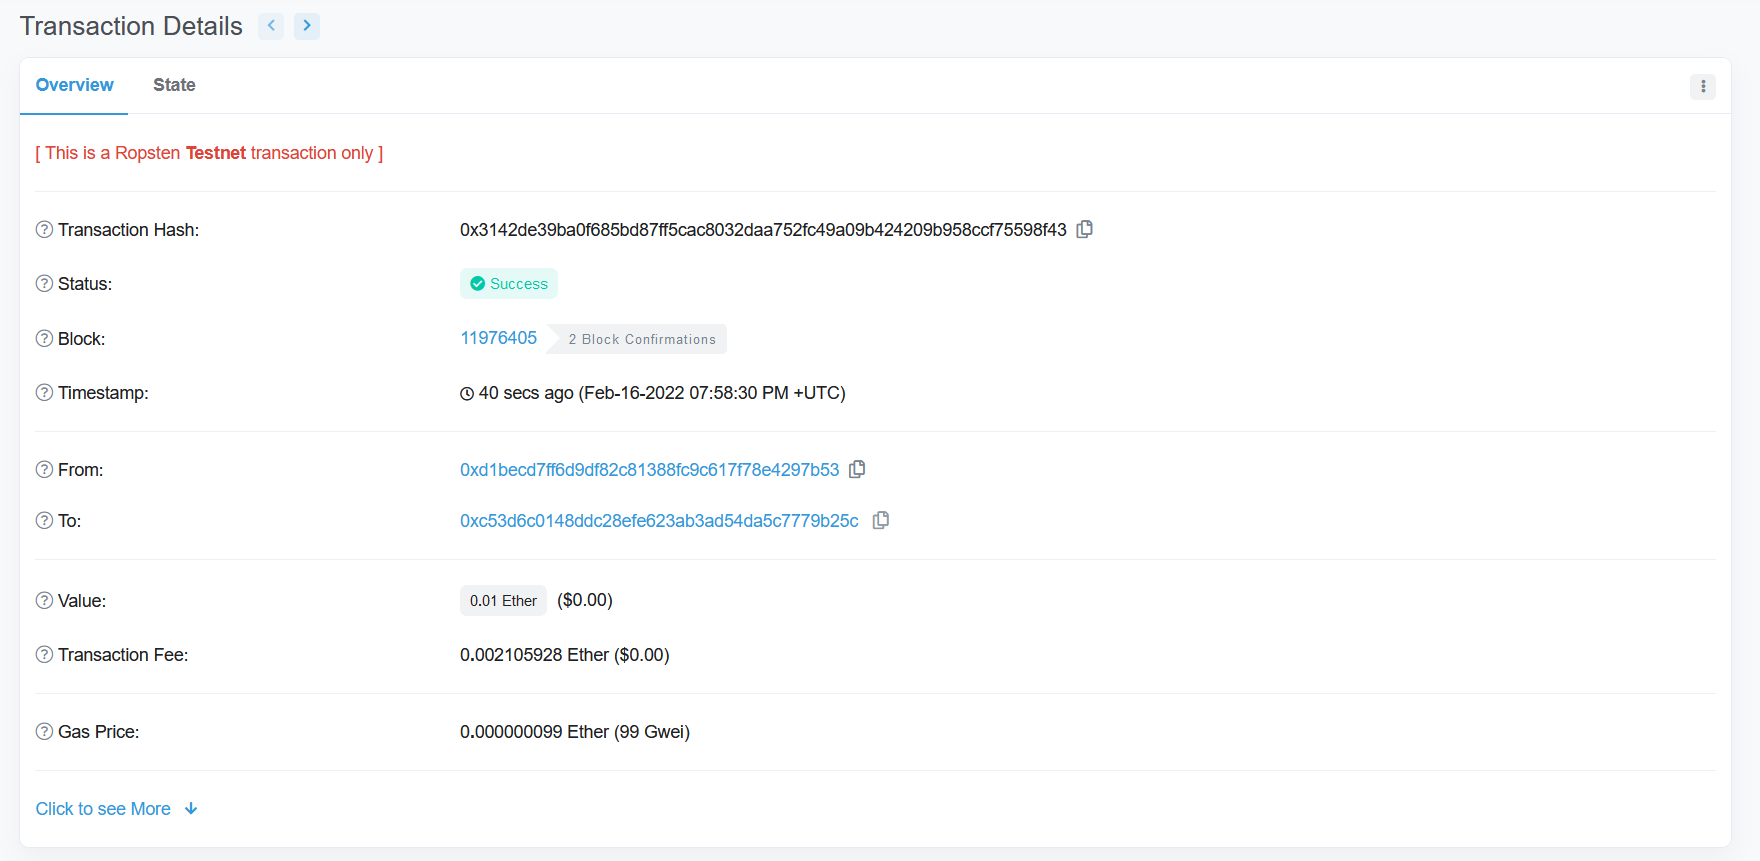 Transaction Details
Overview State
[ This is a Ropsten Testnet transaction only ]
Transaction Hash: 0x3142de39ba0f685bd87ff5cac8032daa752fc49a09b424209b958ccf75598f43
Status: Success
Block: 11976405 2 Block Confirmations
Timestamp: 40 secs ago (Feb-16-2022 07:58:30 PM +UTC)
From: 0xd1becd7ff6d9df82c81388fc9c617f78e4297b53
To: 0xc53d6c0148ddc28efe623ab3ad54da5c7779b25c
Value: 0.01 Ether ($0.00)
Transaction Fee: 0.002105928 Ether ($0.00)
Gas Price: 0.000000099 Ether (99 Gwei)
Click to see More